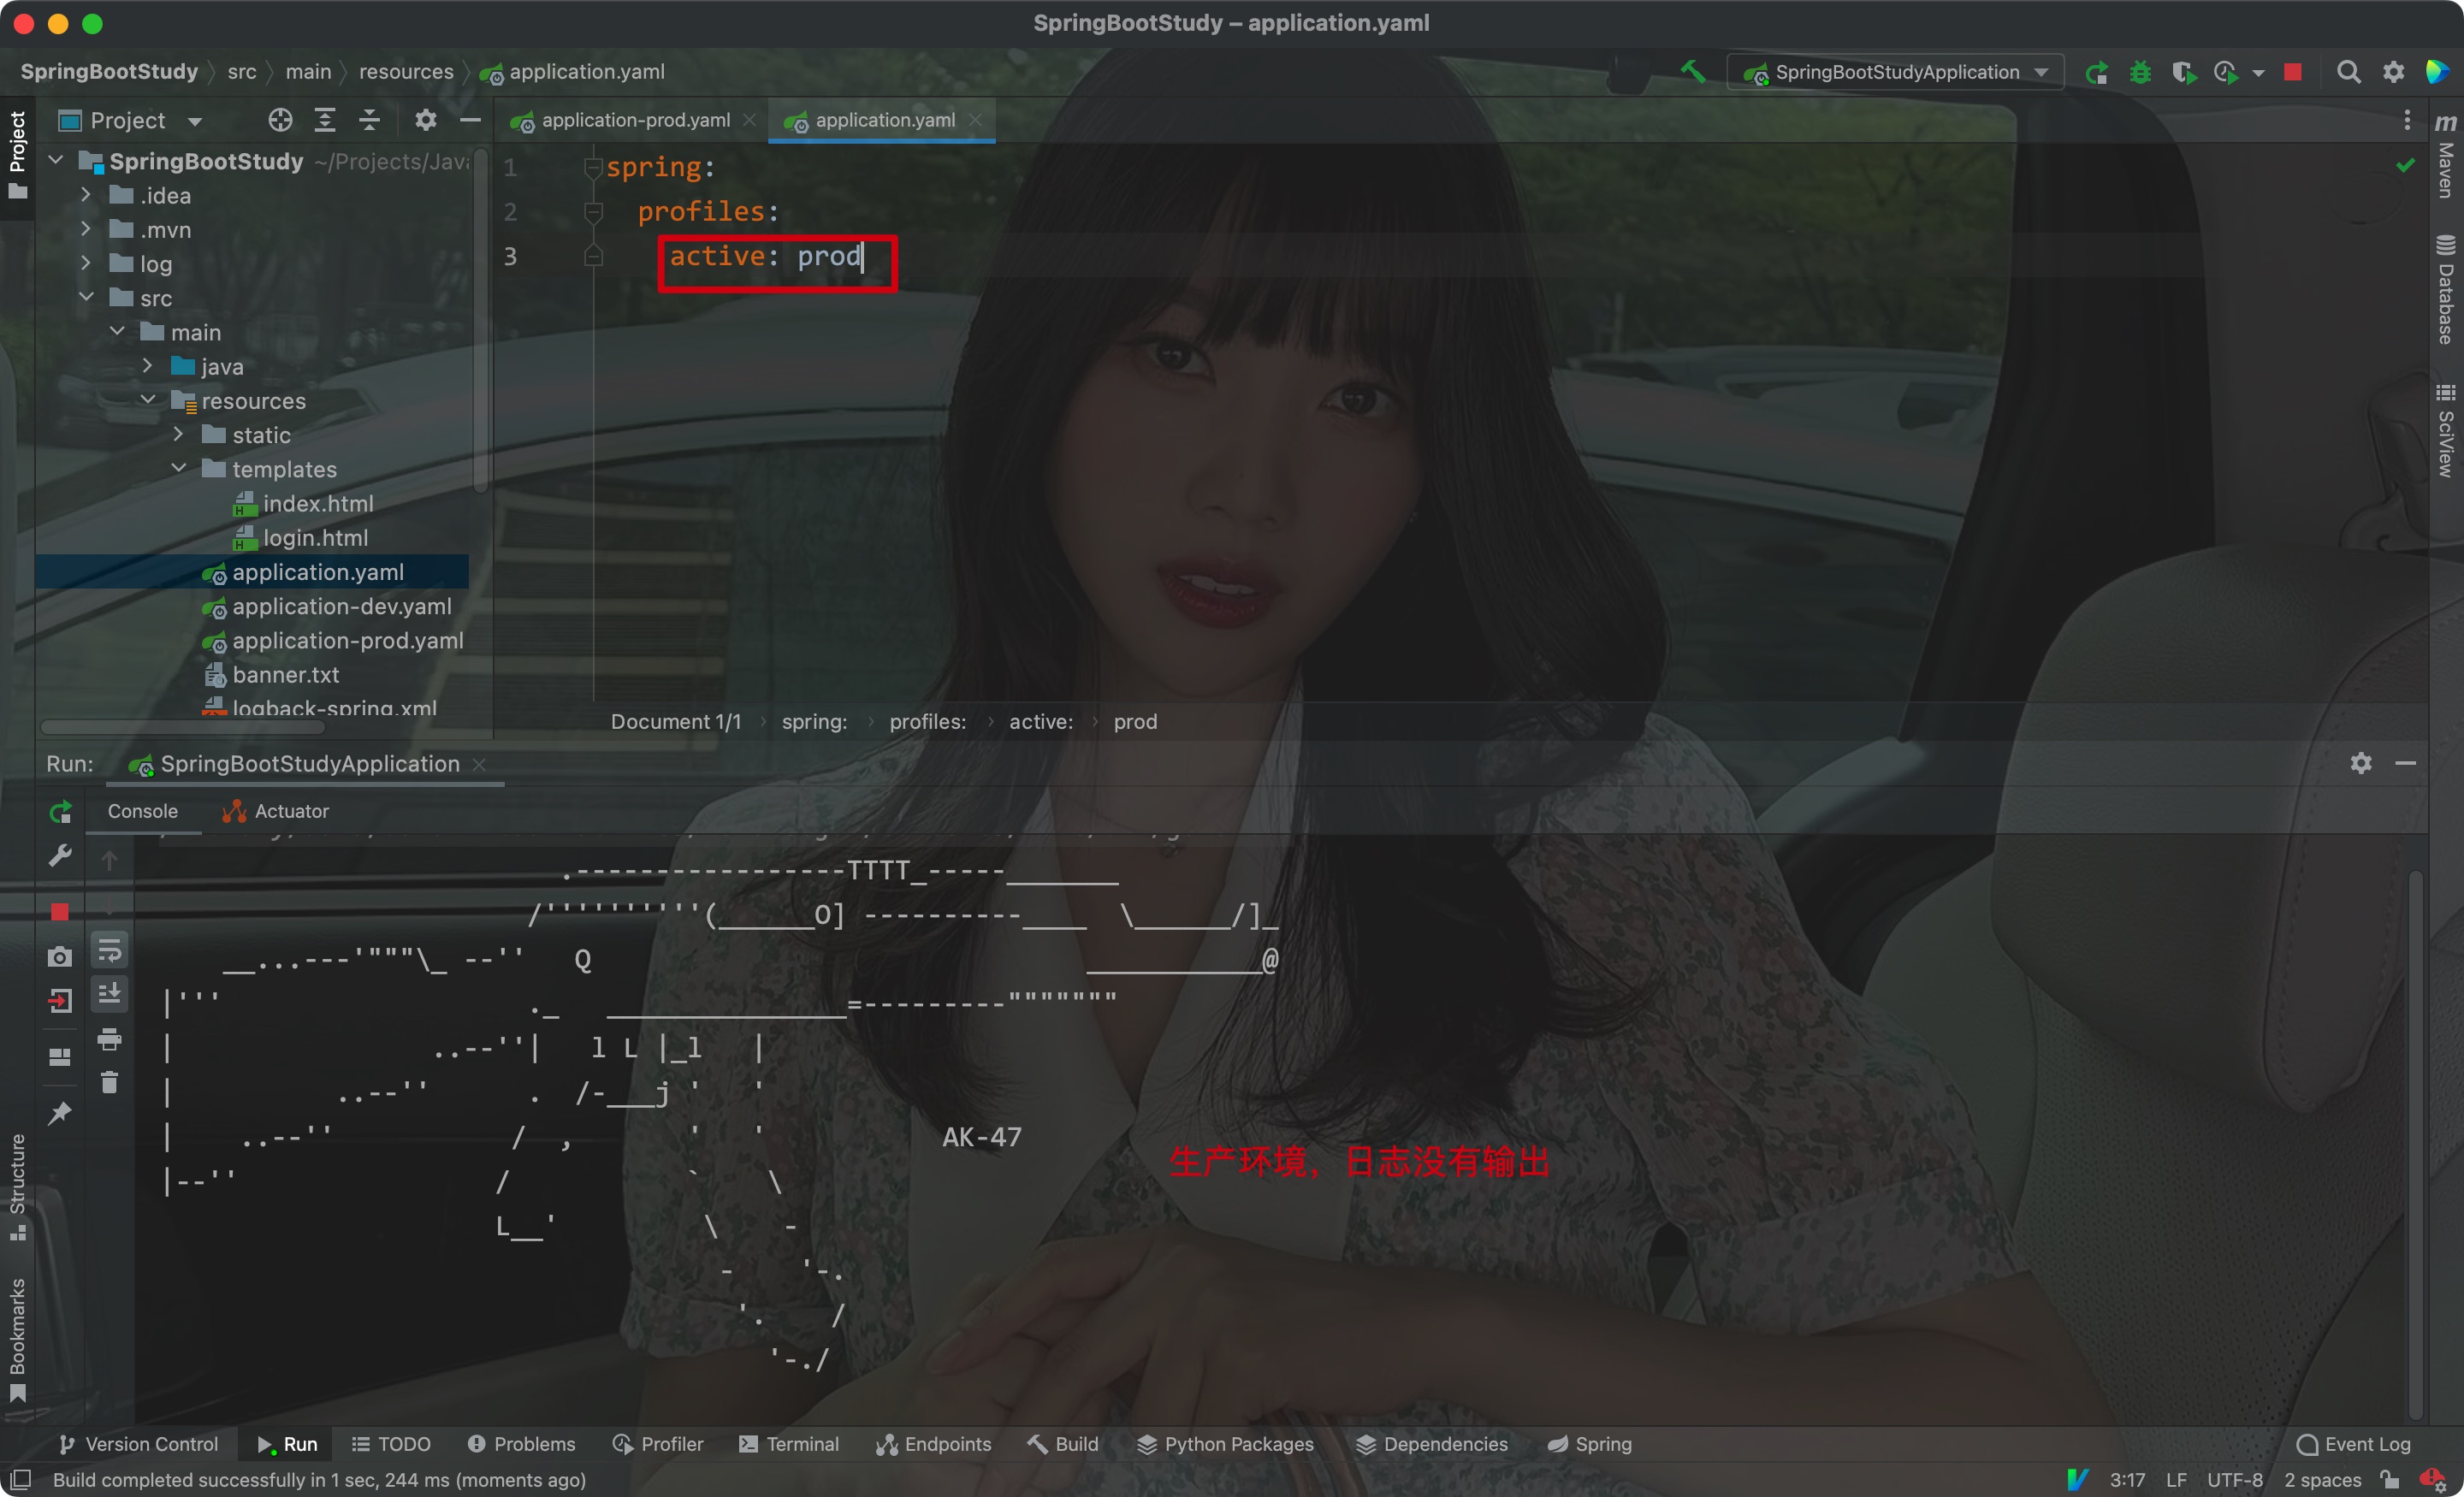 SpringBootStudy – application.yaml
SpringBootStudy src main resources application.yaml
SpringBootStudyApplication
Project
Project
application-prod.yaml
application.yaml
SpringBootStudy ~/Projects/Java
.idea
.mvn
log
src
main
java
resources
static
templates
index.html
login.html
application.yaml
application-dev.yaml
application-prod.yaml
banner.txt
logback-spring.xml
1 spring:
2 profiles:
3 active: prod
Document 1/1 spring: profiles: active: prod
Maven
Database
SciView
Run: SpringBootStudyApplication
Console Actuator
.-----------------TTTT_-----_______
/''''''''''(______O] ----------____  \______/]_
__...---'"""\_ --''   Q                               ___________@
|'''                    ._   _______________=---------"""""""
|                ..--''|   l L |_l   |
|          ..--''      .  /-___j '   '
|    ..--''           /  ,       '   '           AK-47
|--''                /           `    \
L__'         \    -
-    '-.
'.    /
'-./
生产环境，日志没有输出
Structure
Bookmarks
Version Control Run TODO Problems Profiler Terminal Endpoints Build Python Packages Dependencies Spring Event Log
Build completed successfully in 1 sec, 244 ms (moments ago) 3:17 LF UTF-8 2 spaces